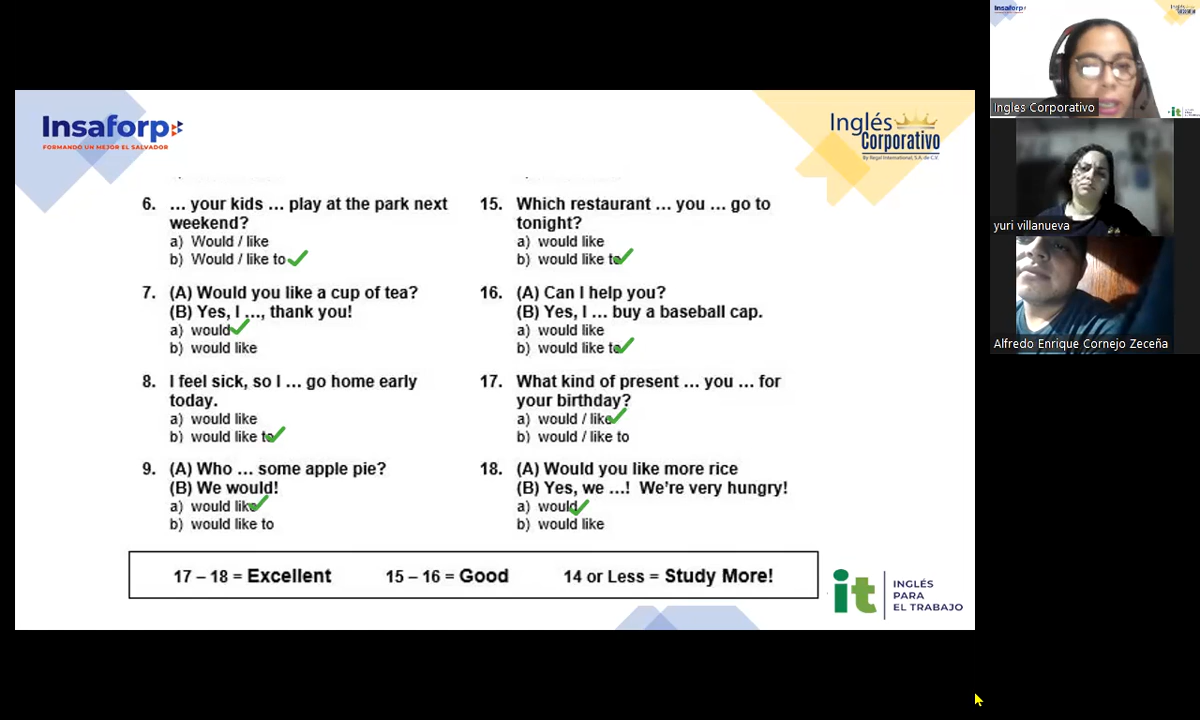 Insaforp
FORMANDO UN MEJOR EL SALVADOR
Inglés
Corporativo
By Regal International, S.A. de C.V.
6. ... your kids ... play at the park next
weekend?
a) Would / like
b) Would / like to
7. (A) Would you like a cup of tea?
(B) Yes, I ..., thank you!
a) would
b) would like
8. I feel sick, so I ... go home early
today.
a) would like
b) would like to
9. (A) Who ... some apple pie?
(B) We would!
a) would like
b) would like to
15. Which restaurant ... you ... go to
tonight?
a) would like
b) would like to
16. (A) Can I help you?
(B) Yes, I ... buy a baseball cap.
a) would like
b) would like to
17. What kind of present ... you ... for
your birthday?
a) would / like
b) would / like to
18. (A) Would you like more rice
(B) Yes, we ...! We're very hungry!
a) would
b) would like
17 – 18 = Excellent 15 – 16 = Good 14 or Less = Study More!
it INGLÉS
PARA
EL TRABAJO
Insaforp
Ingles Corporativo
it
yuri villanueva
Alfredo Enrique Cornejo Zeceña